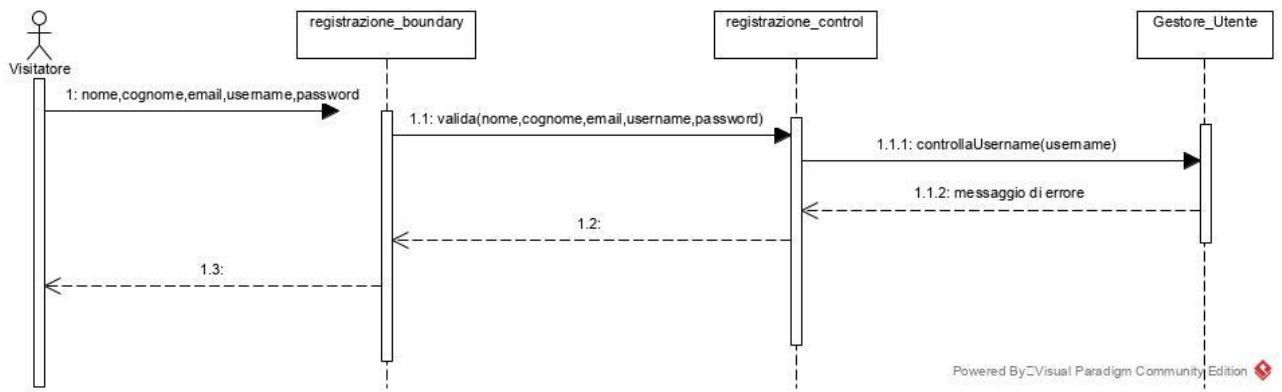 registrazione_boundary
registrazione_control
Gestore_Utente
Visitatore
1: nome,cognome,email,username,password
1.1: valida(nome,cognome,email,username,password)
1.1.1: controllaUsername(username)
1.1.2: messaggio di errore
1.2:
1.3:
Powered By Visual Paradigm Community Edition